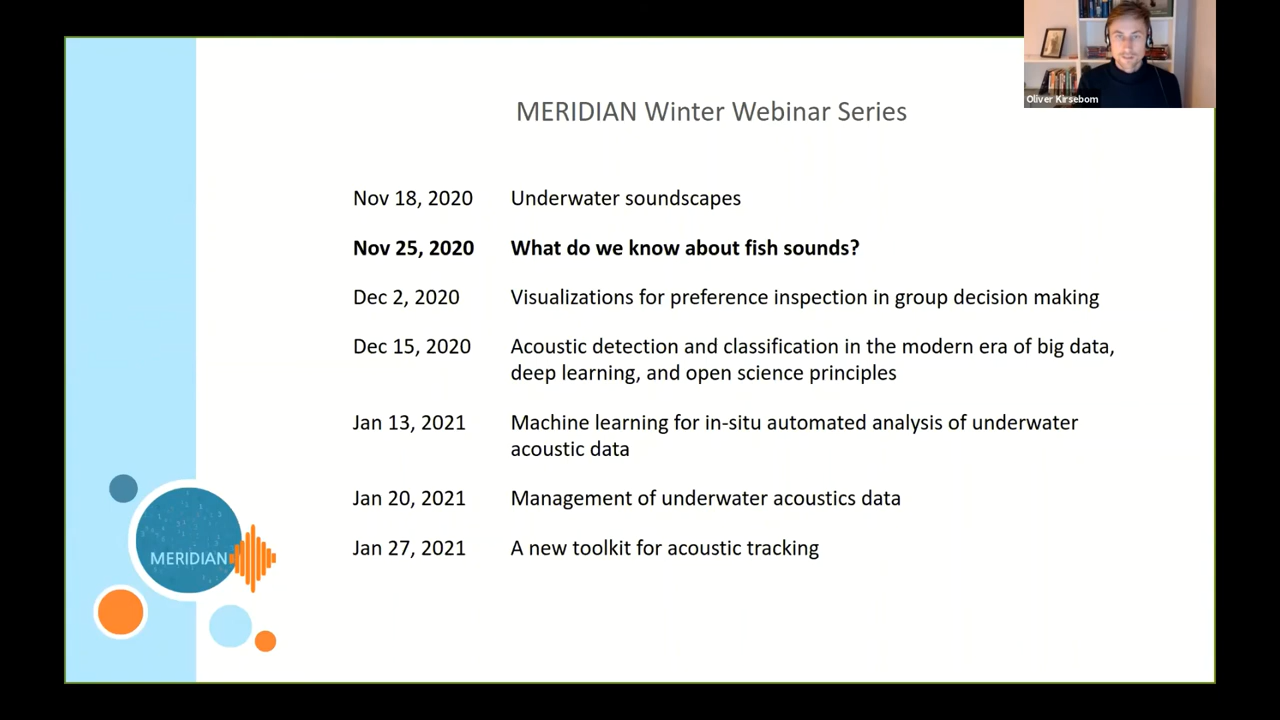 Oliver Kirsebom
MERIDIAN Winter Webinar Series
Nov 18, 2020 Underwater soundscapes
Nov 25, 2020 What do we know about fish sounds?
Dec 2, 2020 Visualizations for preference inspection in group decision making
Dec 15, 2020 Acoustic detection and classification in the modern era of big data,
deep learning, and open science principles
Jan 13, 2021 Machine learning for in-situ automated analysis of underwater
acoustic data
Jan 20, 2021 Management of underwater acoustics data
Jan 27, 2021 A new toolkit for acoustic tracking
MERIDIAN